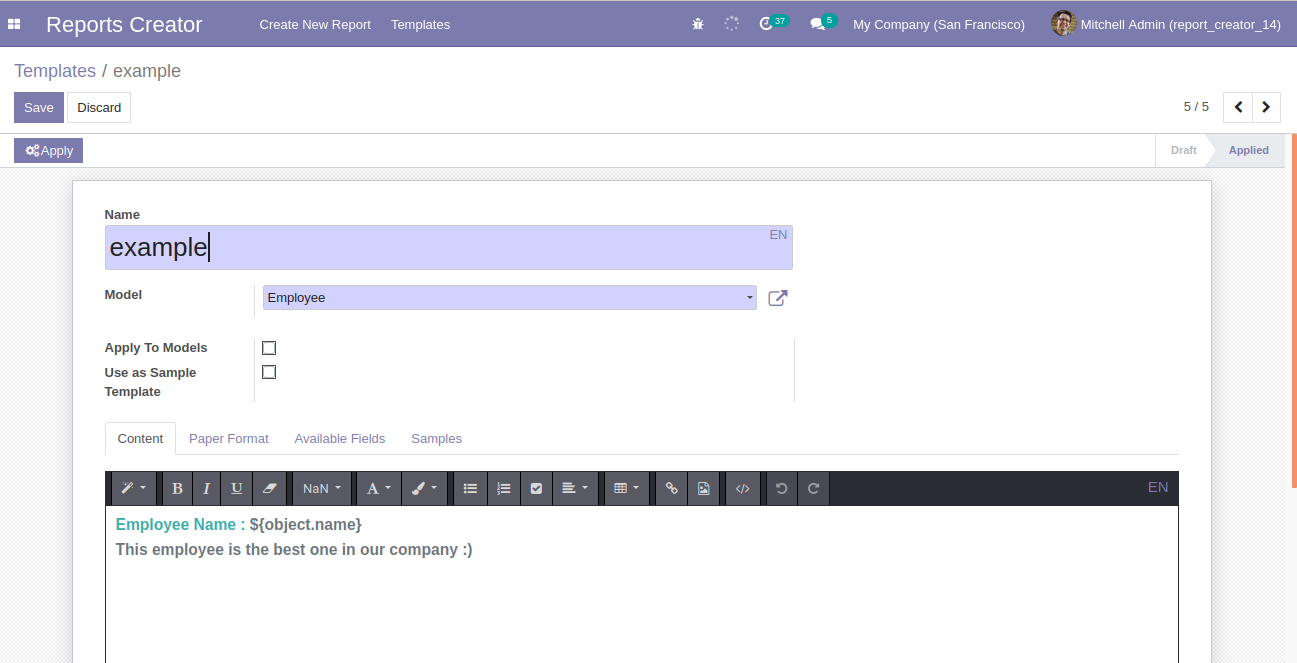 Reports Creator Create New Report Templates 37 5 My Company (San Francisco) Mitchell Admin (report_creator_14)
Templates / example
Save Discard 5 / 5
Apply Draft Applied
Name
example EN
Model Employee
Apply To Models
Use as Sample
Template
Content Paper Format Available Fields Samples
B I U NaN A </> EN
Employee Name : ${object.name}
This employee is the best one in our company :)